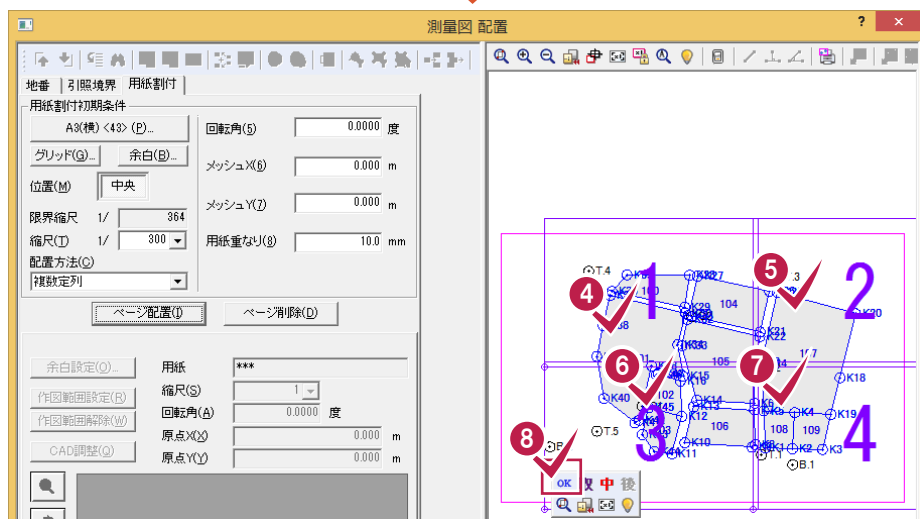 測量図 配置
? ×
地番 引照境界 用紙割付
用紙割付初期条件
A3(横) <43> (P)...
グリッド(G)... 余白(B)...
位置(M) 中央
限界縮尺 1/ 364
縮尺(T) 1/ 300
配置方法(C)
複数定列
回転角(5) 0.0000 度
メッシュX(6) 0.000 m
メッシュY(7) 0.000 m
用紙重なり(8) 10.0 mm
ページ配置(I) ページ削除(D)
余白設定(O)...
作図範囲設定(R)
作図範囲解除(W)
CAD調整(Q)
用紙 ***
縮尺(S) 1
回転角(A) 0.0000 度
原点X(X) 0.000 m
原点Y(Y) 0.000 m
T.4
1
2
3
4
4
5
6
7
8
K29
104
K20
K21
K22
105
K18
K15
K16
K40
102
K14
K13
K12
K4
K19
106
108
109
K10
K11
K2
K3
T.5
T.1
B.1
OK 中 後